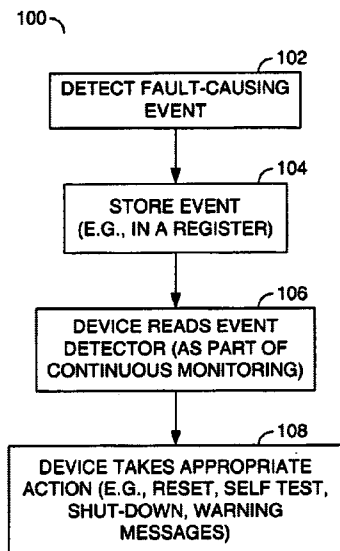 100
102
DETECT FAULT-CAUSING
EVENT
104
STORE EVENT
(E.G., IN A REGISTER)
106
DEVICE READS EVENT
DETECTOR (AS PART OF
CONTINUOUS MONITORING)
108
DEVICE TAKES APPROPRIATE
ACTION (E.G., RESET, SELF TEST,
SHUT-DOWN, WARNING
MESSAGES)